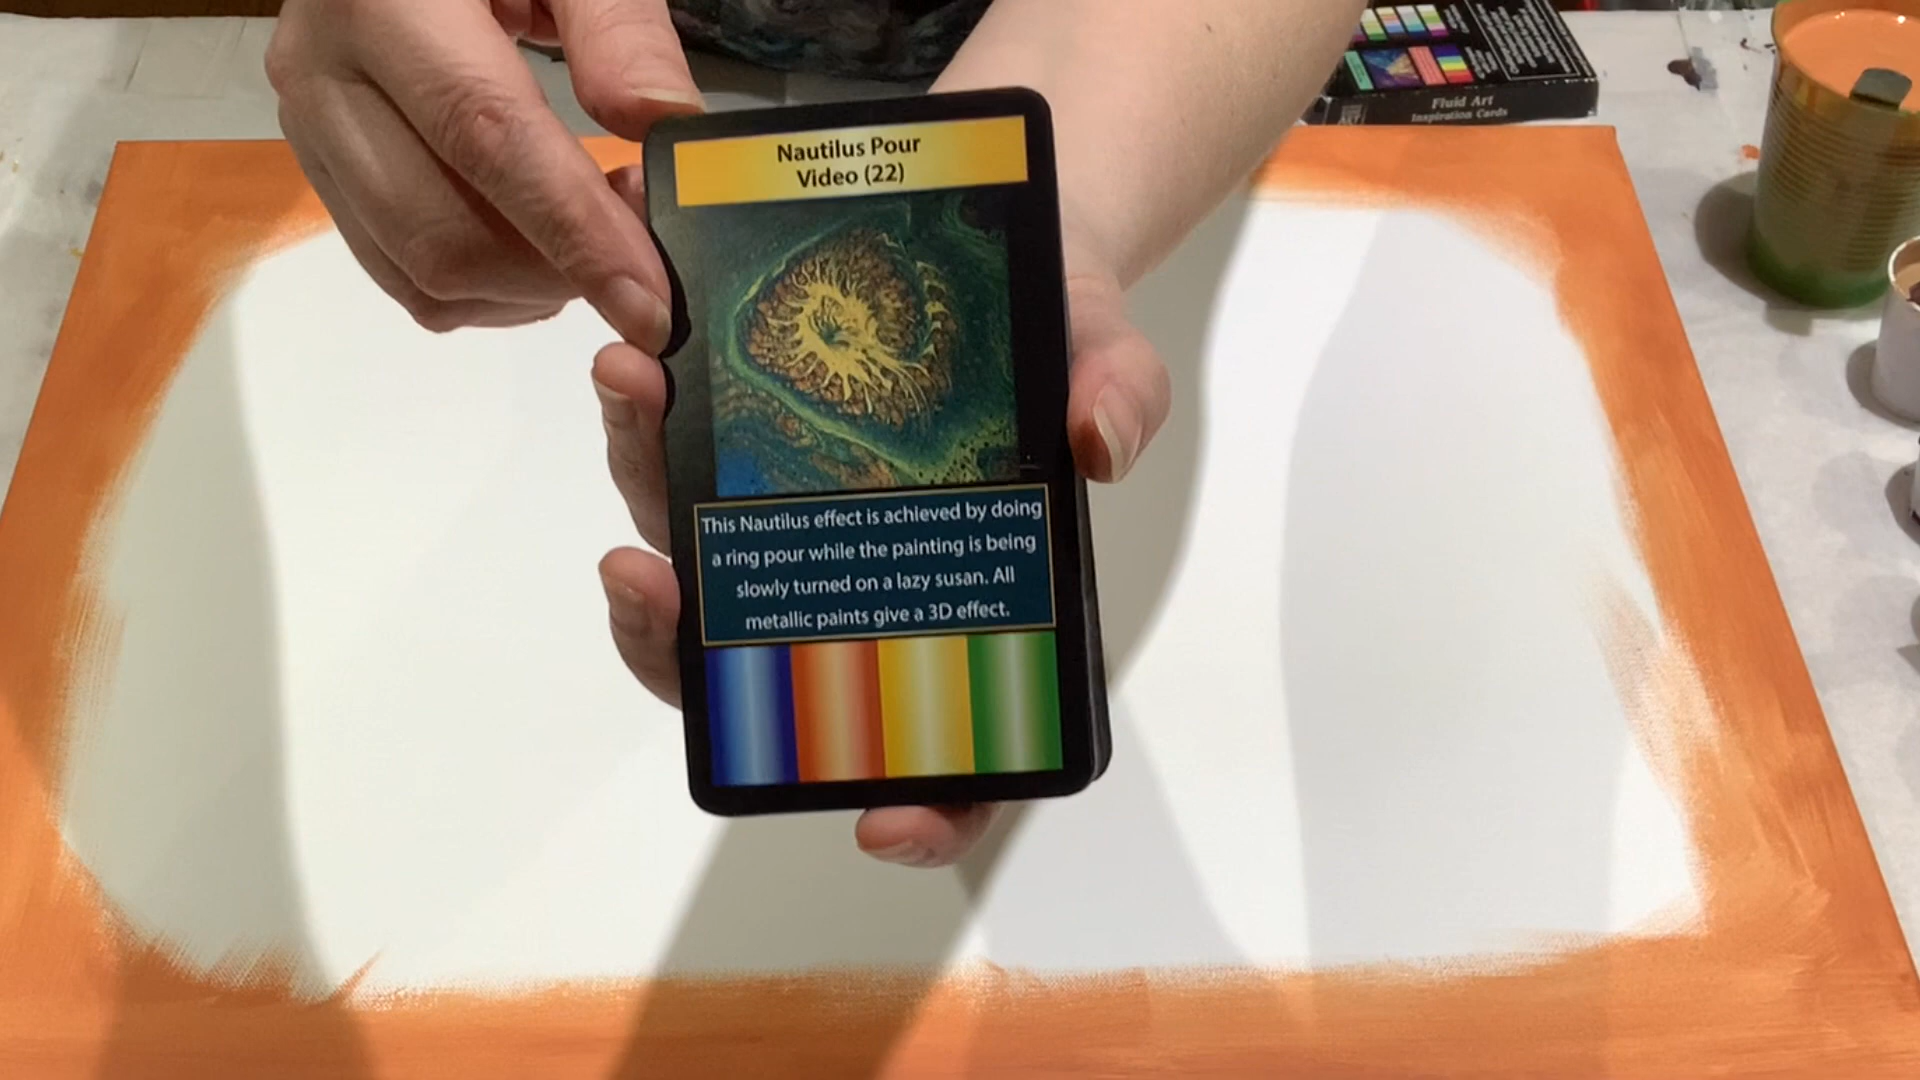 Fluid Art
Inspiration Cards
Nautilus Pour
Video (22)
This Nautilus effect is achieved by doing
a ring pour while the painting is being
slowly turned on a lazy susan. All
metallic paints give a 3D effect.